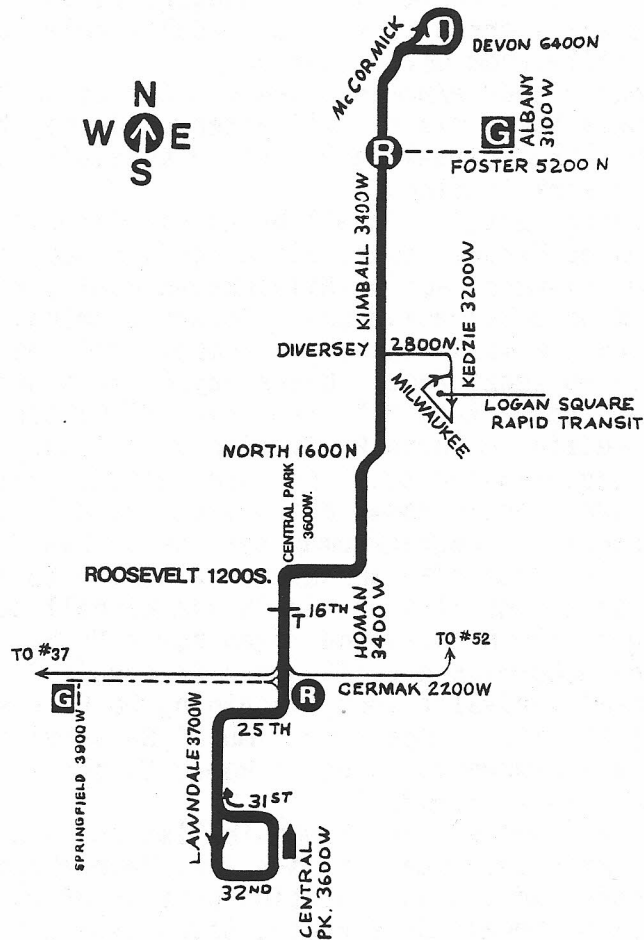 McCORMICK
DEVON 6400N
N
W E
S
G
ALBANY
3100W
R
FOSTER 5200 N
KIMBALL 3400W
KEDZIE 3200W
DIVERSEY
2800N.
MILWAUKEE
LOGAN SQUARE
RAPID TRANSIT
NORTH 1600N
CENTRAL PARK
3600W.
ROOSEVELT 1200S.
16TH
T
HOMAN
3400 W
TO #37
TO #52
CERMAK 2200W
R
G
SPRINGFIELD 3900W
25TH
LAWNDALE 3700W
31ST
32ND
CENTRAL
PK. 3600W